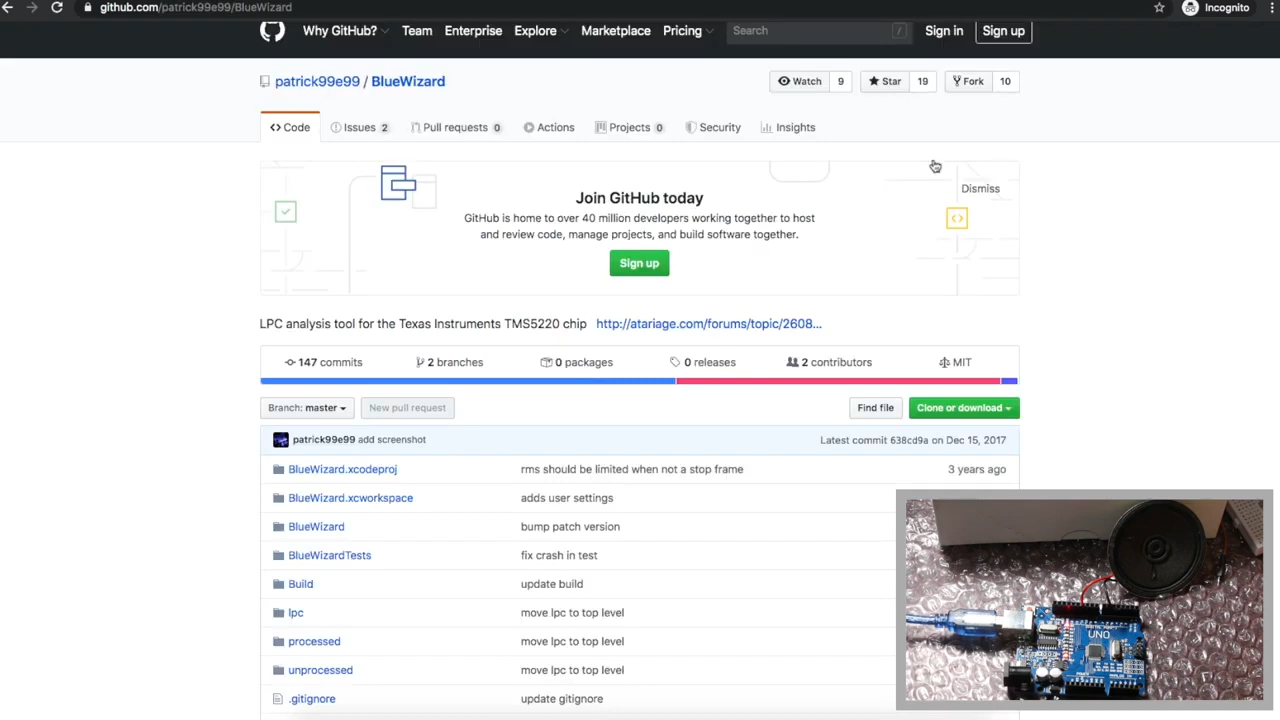 github.com/patrick99e99/BlueWizard
Incognito
Why GitHub? Team Enterprise Explore Marketplace Pricing Search / Sign in Sign up
patrick99e99 / BlueWizard
Watch 9 Star 19 Fork 10
Code Issues 2 Pull requests 0 Actions Projects 0 Security Insights
Join GitHub today
Dismiss
GitHub is home to over 40 million developers working together to host
and review code, manage projects, and build software together.
Sign up
LPC analysis tool for the Texas Instruments TMS5220 chip http://atariage.com/forums/topic/2608...
147 commits 2 branches 0 packages 0 releases 2 contributors MIT
Branch: master New pull request Find file Clone or download
patrick99e99 add screenshot Latest commit 638cd9a on Dec 15, 2017
BlueWizard.xcodeproj rms should be limited when not a stop frame 3 years ago
BlueWizard.xcworkspace adds user settings
BlueWizard bump patch version
BlueWizardTests fix crash in test
Build update build
lpc move lpc to top level
processed move lpc to top level
unprocessed move lpc to top level
.gitignore update gitignore
UNO